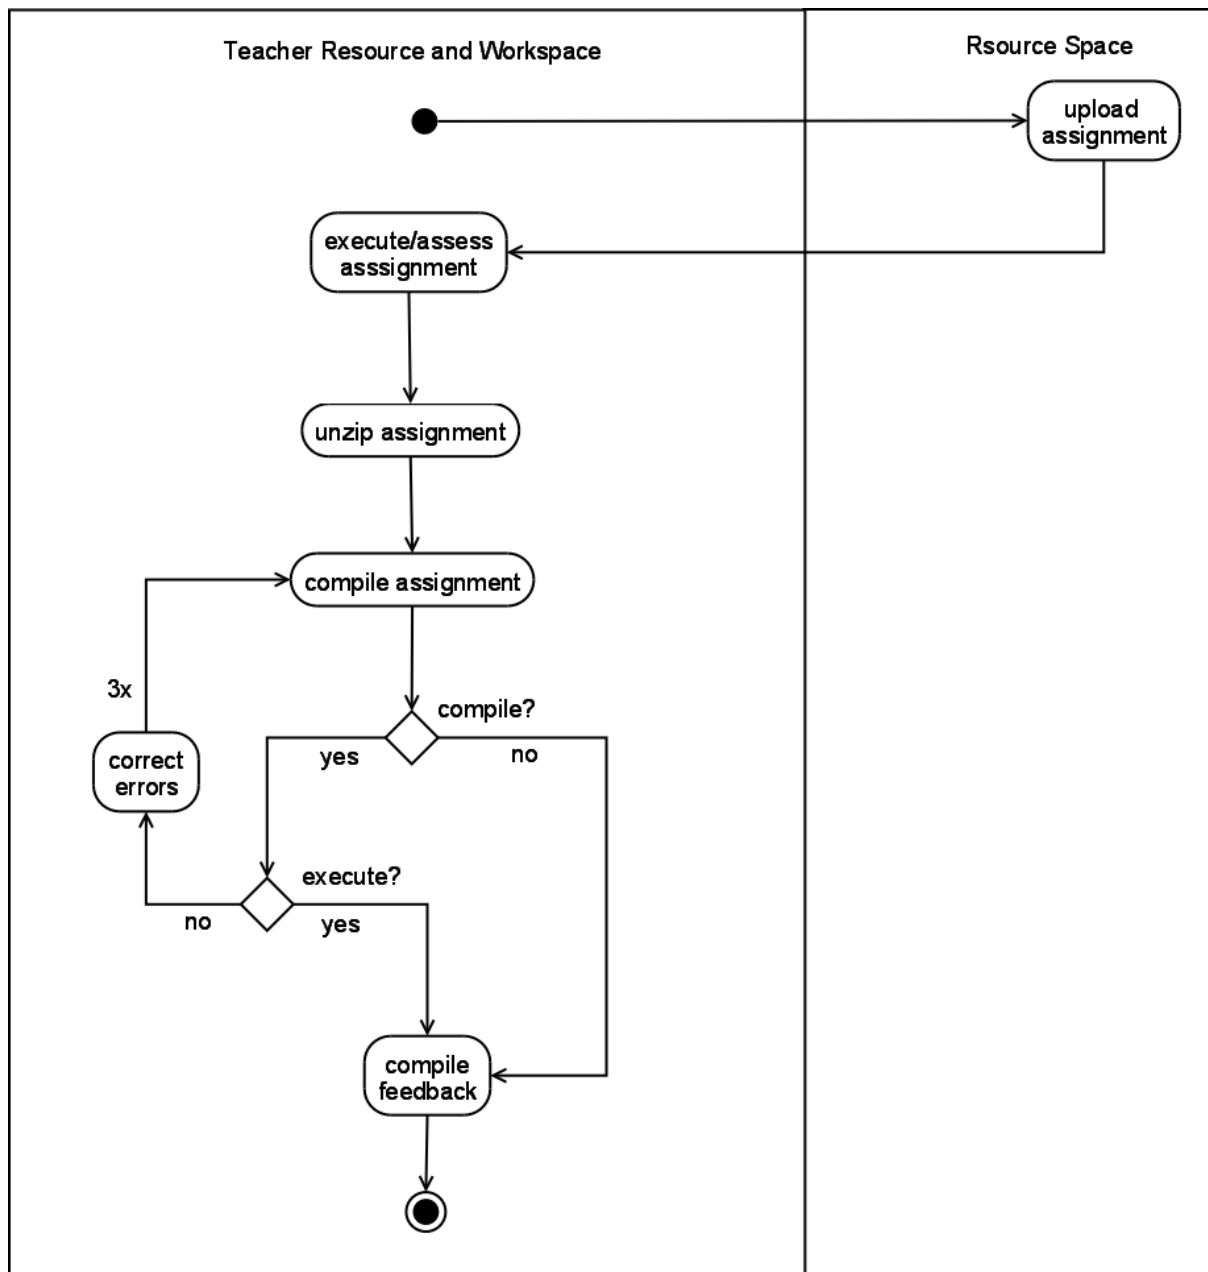 Teacher Resource and Workspace
Rsource Space
upload
assignment
execute/assess
asssignment
unzip assignment
compile assignment
3x
compile?
yes
no
correct
errors
execute?
no
yes
compile
feedback